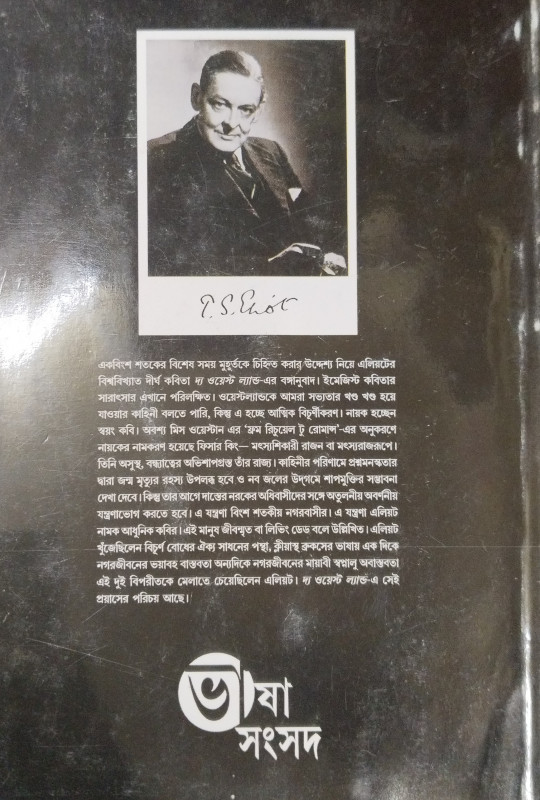 T. S. Eliot
একবিংশ শতকের বিশেষ সময় মুহূর্তকে চিহ্নিত করার উদ্দেশ্য নিয়ে এলিয়টের
বিশ্ববিখ্যাত দীর্ঘ কবিতা দ্য ওয়েস্ট ল্যান্ড-এর বঙ্গানুবাদ। ইমেজিস্ট কবিতার
সারাৎসার এখানে পরিলক্ষিত। ওয়েস্টল্যান্ডকে আমরা সভ্যতার খণ্ড খণ্ড হয়ে
যাওয়ার কাহিনী বলতে পারি, কিন্তু এ হচ্ছে আত্মিক বিচূর্ণীকরণ। নায়ক হচ্ছেন
স্বয়ং কবি। অবশ্য মিস ওয়েস্টান এর 'ফ্রম রিচুয়েল টু রোমান্স'-এর অনুকরণে
নায়কের নামকরণ হয়েছে ফিসার কিং— মৎস্যশিকারী রাজন বা মৎস্যরাজরূপে।
তিনি অসুস্থ, বন্ধ্যাত্বের অভিশাপগ্রস্ত তাঁর রাজ্য। কাহিনীর পরিণামে প্রশ্নমনস্কতার
দ্বারা জন্ম মৃত্যুর রহস্য উপলব্ধ হবে ও নব জলের উদ্‌গমে শাপমুক্তির সম্ভাবনা
দেখা দেবে। কিন্তু তার আগে দান্তের নরকের অধিবাসীদের সঙ্গে অতুলনীয় অবর্ণনীয়
যন্ত্রণাভোগ করতে হবে। এ যন্ত্রণা বিংশ শতকীয় নগরবাসীর। এ যন্ত্রণা এলিয়ট
নামক আধুনিক কবির। এই মানুষ জীবন্মৃত বা লিভিং ডেড বলে উল্লিখিত। এলিয়ট
খুঁজেছিলেন বিচূর্ণ বোধের ঐক্য সাধনের পন্থা, ক্লীয়ান্থ ব্রুকসের ভাষায় এক দিকে
নগরজীবনের ভয়াবহ বাস্তবতা অন্যদিকে নগরজীবনের মায়াবী স্বপ্নালু অবাস্তবতা
এই দুই বিপরীতকে মেলাতে চেয়েছিলেন এলিয়ট। দ্য ওয়েস্ট ল্যান্ড-এ সেই
প্রয়াসের পরিচয় আছে।
ভাষা
সংসদ